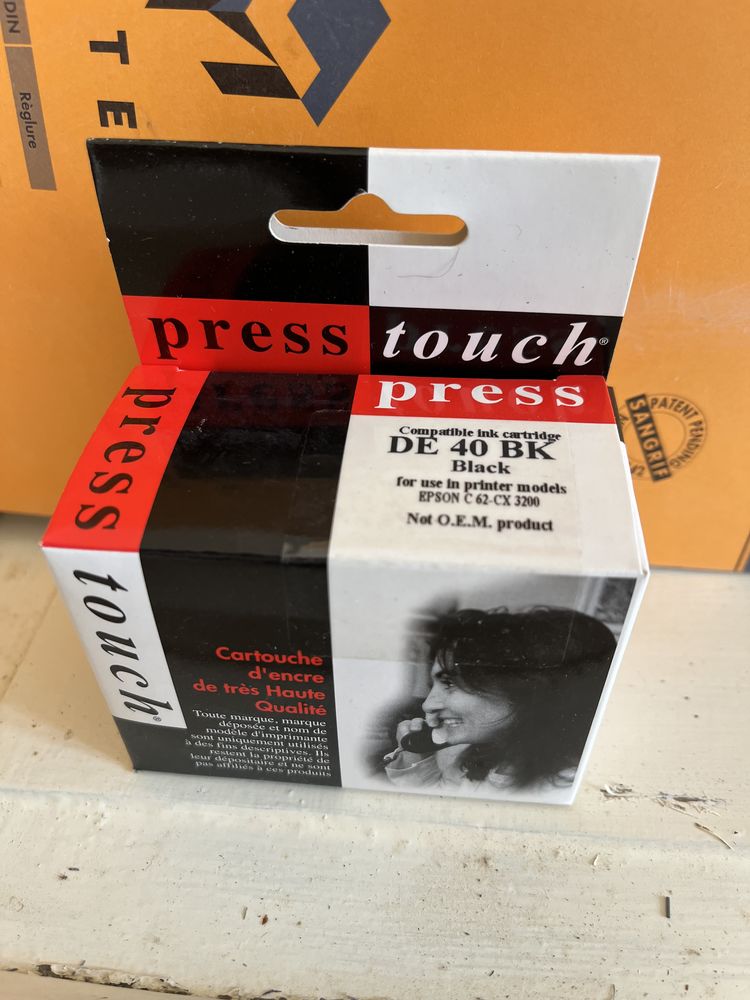 DIN
Règlure
TE
PATENT PENDING
SANGRIE
press touch®
press
press touch®
Compatible ink cartridge
DE 40 BK
Black
for use in printer models
EPSON C 62-CX 3200
Not O.E.M. product
Cartouche
d'encre
de très Haute
Qualité
Toute marque, marque
déposée et nom de
modèle d'imprimante
sont uniquement utilisés
à des fins descriptives. Ils
restent la propriété de
leur dépositaire et ne sont
pas affiliés à ces produits